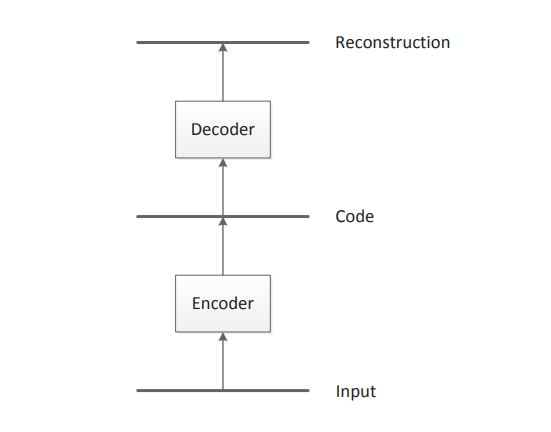 Reconstruction
Decoder
Code
Encoder
Input